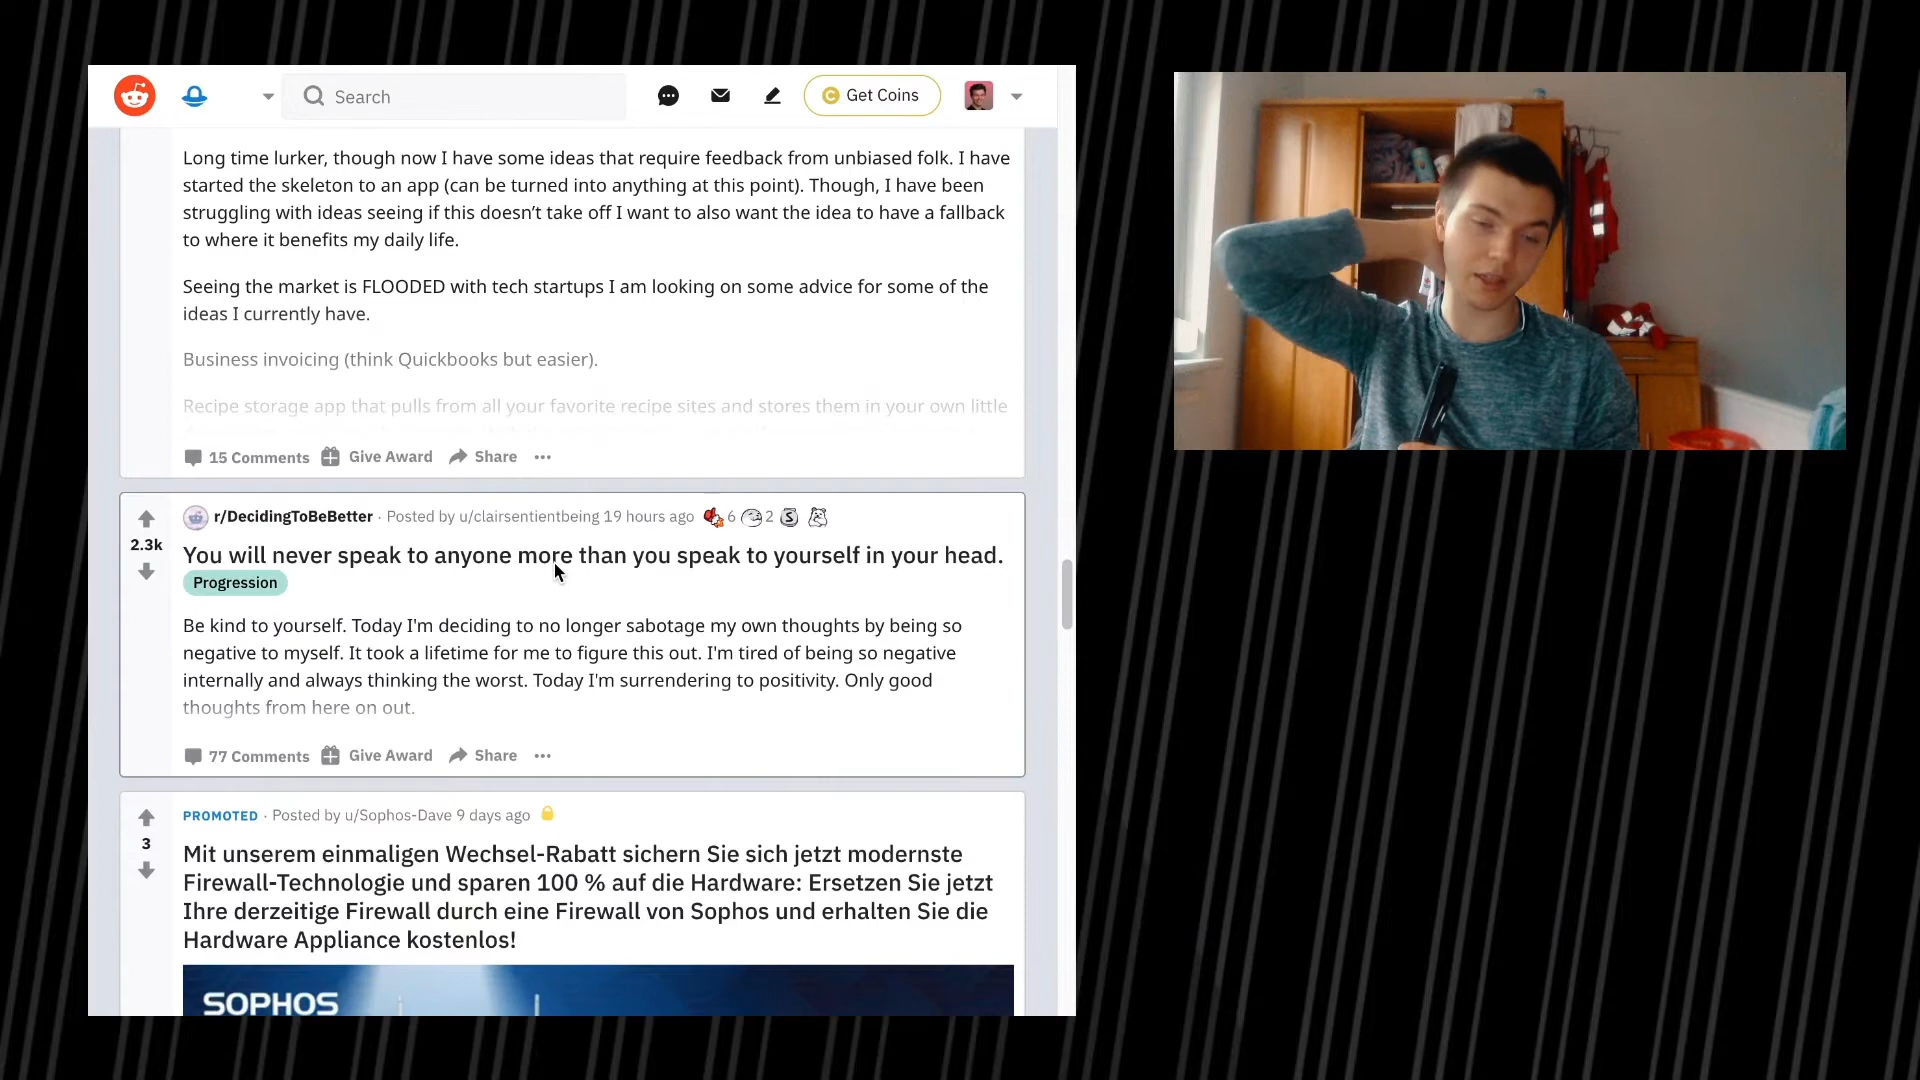 Search
Get Coins
Long time lurker, though now I have some ideas that require feedback from unbiased folk. I have
started the skeleton to an app (can be turned into anything at this point). Though, I have been
struggling with ideas seeing if this doesn’t take off I want to also want the idea to have a fallback
to where it benefits my daily life.
Seeing the market is FLOODED with tech startups I am looking on some advice for some of the
ideas I currently have.
Business invoicing (think Quickbooks but easier).
Recipe storage app that pulls from all your favorite recipe sites and stores them in your own little
15 Comments Give Award Share
r/DecidingToBeBetter · Posted by u/clairsentientbeing 19 hours ago 6 2 S
2.3k
You will never speak to anyone more than you speak to yourself in your head.
Progression
Be kind to yourself. Today I'm deciding to no longer sabotage my own thoughts by being so
negative to myself. It took a lifetime for me to figure this out. I'm tired of being so negative
internally and always thinking the worst. Today I'm surrendering to positivity. Only good
thoughts from here on out.
77 Comments Give Award Share
PROMOTED · Posted by u/Sophos-Dave 9 days ago
3
Mit unserem einmaligen Wechsel-Rabatt sichern Sie sich jetzt modernste
Firewall-Technologie und sparen 100 % auf die Hardware: Ersetzen Sie jetzt
Ihre derzeitige Firewall durch eine Firewall von Sophos und erhalten Sie die
Hardware Appliance kostenlos!
SOPHOS